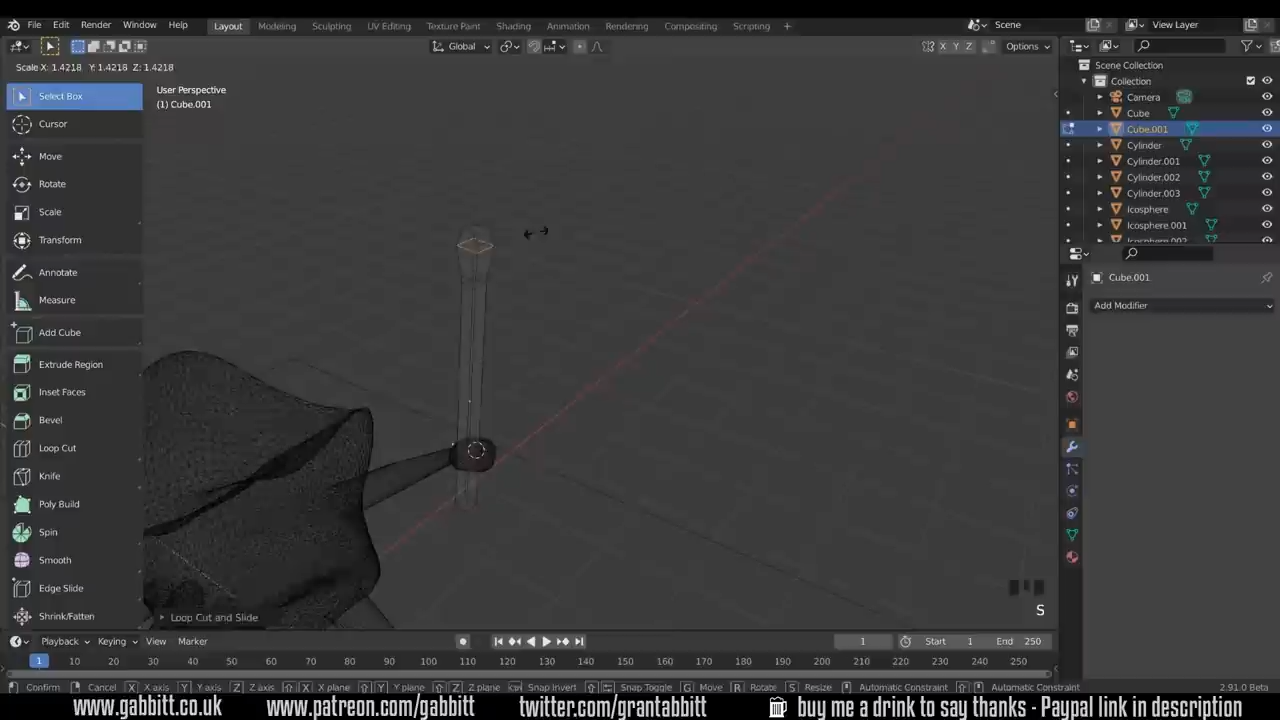 File Edit Render Window Help Layout Modeling Sculpting UV Editing Texture Paint Shading Animation Rendering Compositing Scripting + Scene View Layer
Global X Y Z Options
Scale X: 1.4218 Y: 1.4218 Z: 1.4218
User Perspective
(1) Cube.001
Select Box
Cursor
Move
Rotate
Scale
Transform
Annotate
Measure
Add Cube
Extrude Region
Inset Faces
Bevel
Loop Cut
Knife
Poly Build
Spin
Smooth
Edge Slide
Shrink/Fatten
Loop Cut and Slide
S
Scene Collection
Collection
Camera
Cube
Cube.001
Cylinder
Cylinder.001
Cylinder.002
Cylinder.003
Icosphere
Icosphere.001
Icosphere.002
Cube.001
Add Modifier
Playback Keying View Marker 1 Start 1 End 250
1 10 20 30 40 50 60 70 80 90 100 110 120 130 140 150 160 170 180 190 200 210 220 230 240 250
Confirm Cancel X X axis Y Y axis Z Z axis X X plane Y Y plane Z Z plane Snap Invert Snap Toggle G Move R Rotate S Resize Automatic Constraint Automatic Constraint 2.91.0 Beta
www.gabbitt.co.uk www.patreon.com/gabbitt twitter.com/grantabbitt buy me a drink to say thanks - Paypal link in description